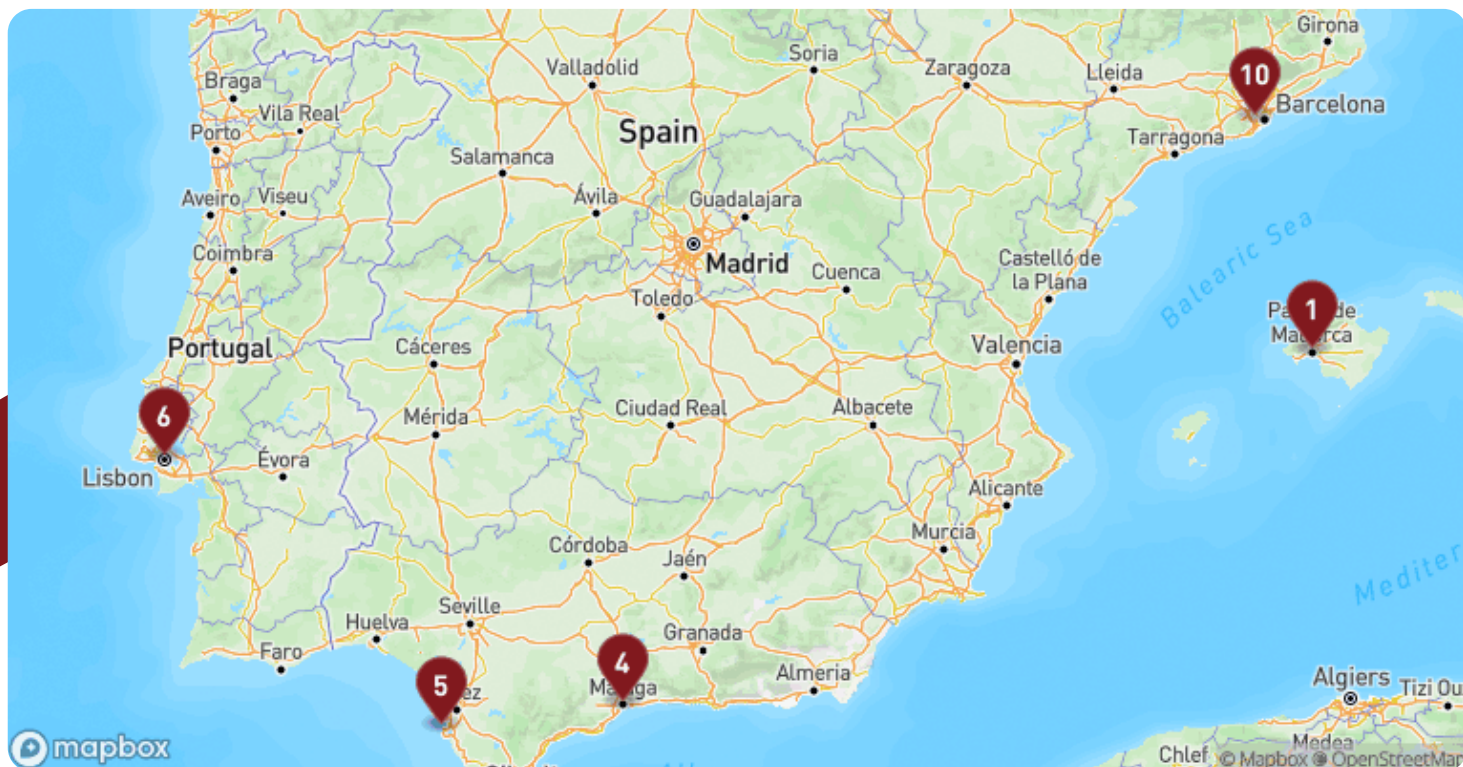 Girona
Soria
Valladolid
Zaragoza
Lleida
10
Braga
Barcelona
Vila Real
Porto
Spain
Tarragona
Salamanca
Aveiro
Viseu
Ávila
Guadalajara
Coimbra
Balearic Sea
Madrid
Cuenca
Castelló de
la Plana
Toledo
1
de
Portugal
Cáceres
Valencia
6
Mérida
Ciudad Real
Albacete
Lisbon
Évora
Alicante
Murcia
Córdoba
Jaén
Seville
Huelva
Granada
Faro
4
Almeria
5
Algiers
Tizi Ou
mapbox
Chlef
Medea
© Mapbox © OpenStreetMap